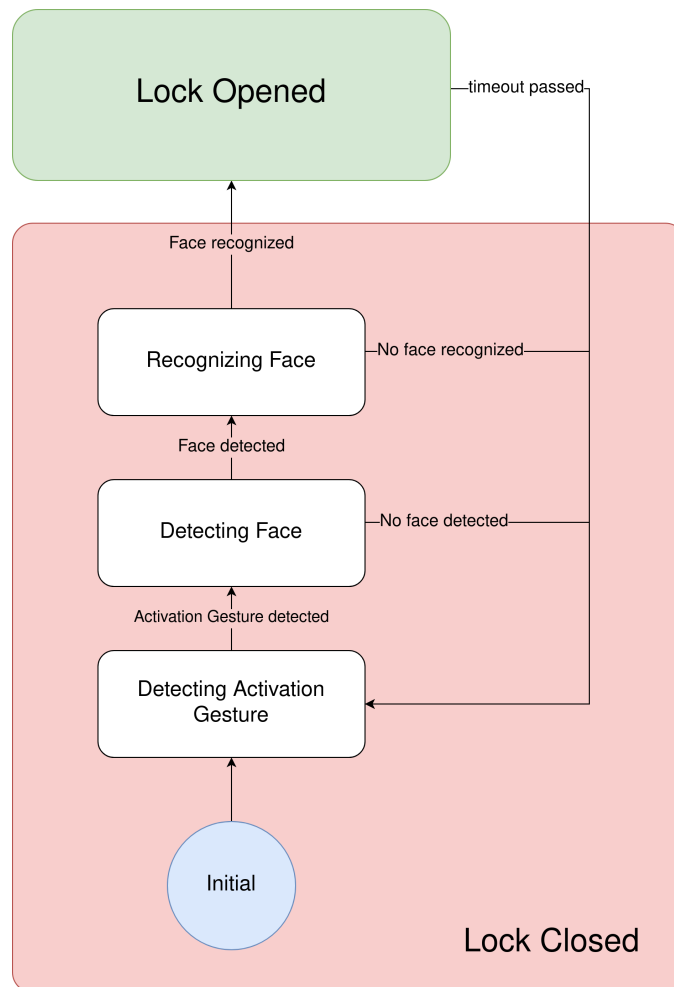 Lock Opened
timeout passed
Face recognized
Recognizing Face
No face recognized
Face detected
Detecting Face
No face detected
Activation Gesture detected
Detecting Activation
Gesture
Initial
Lock Closed